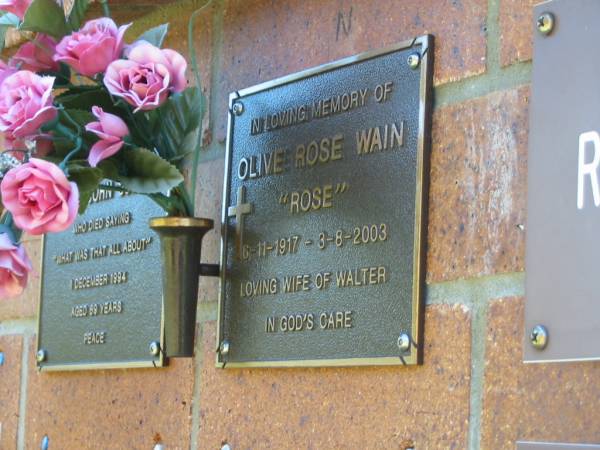 JOHN
WHO DIED SAYING
"WHAT WAS THAT ALL ABOUT"
1 DECEMBER 1994
AGED 89 YEARS
PEACE
IN LOVING MEMORY OF
OLIVE ROSE WAIN
"ROSE"
6-11-1917 - 3-8-2003
LOVING WIFE OF WALTER
IN GOD'S CARE
R
N